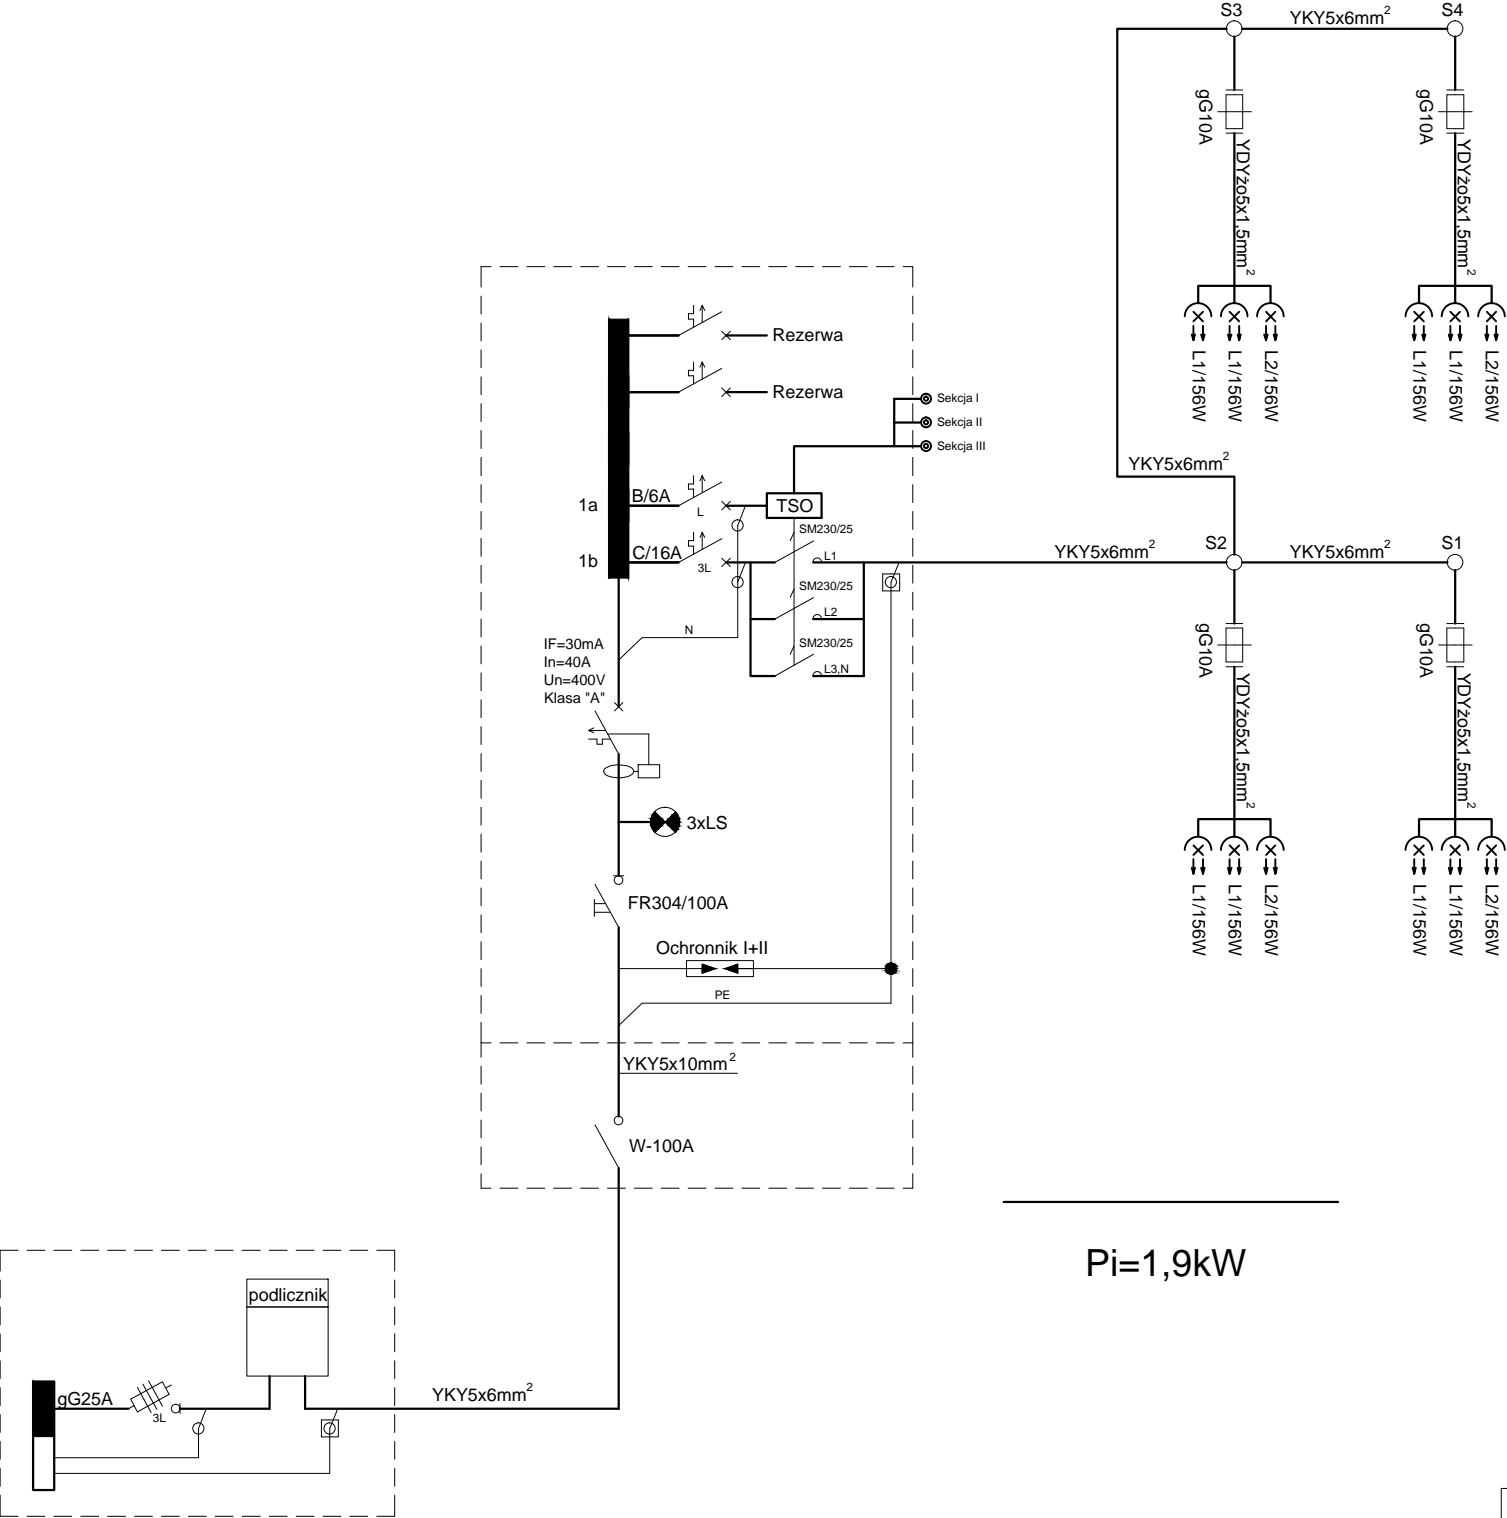 S3
YKY5x6mm²
S4
gG10A
YDYżo5x1,5mm²
L1/156W
L1/156W
L2/156W
gG10A
YDYżo5x1,5mm²
L1/156W
L1/156W
L2/156W
Rezerwa
Rezerwa
Sekcja I
Sekcja II
Sekcja III
YKY5x6mm²
1a
B/6A
L
TSO
1b
C/16A
3L
SM230/25
L1
SM230/25
L2
SM230/25
L3,N
YKY5x6mm²
S2
YKY5x6mm²
S1
gG10A
YDYżo5x1,5mm²
L1/156W
L1/156W
L2/156W
gG10A
YDYżo5x1,5mm²
L1/156W
L1/156W
L2/156W
N
IF=30mA
In=40A
Un=400V
Klasa "A"
3xLS
FR304/100A
Ochronnik I+II
PE
YKY5x10mm²
W-100A
Pi=1,9kW
podlicznik
gG25A
3L
YKY5x6mm²